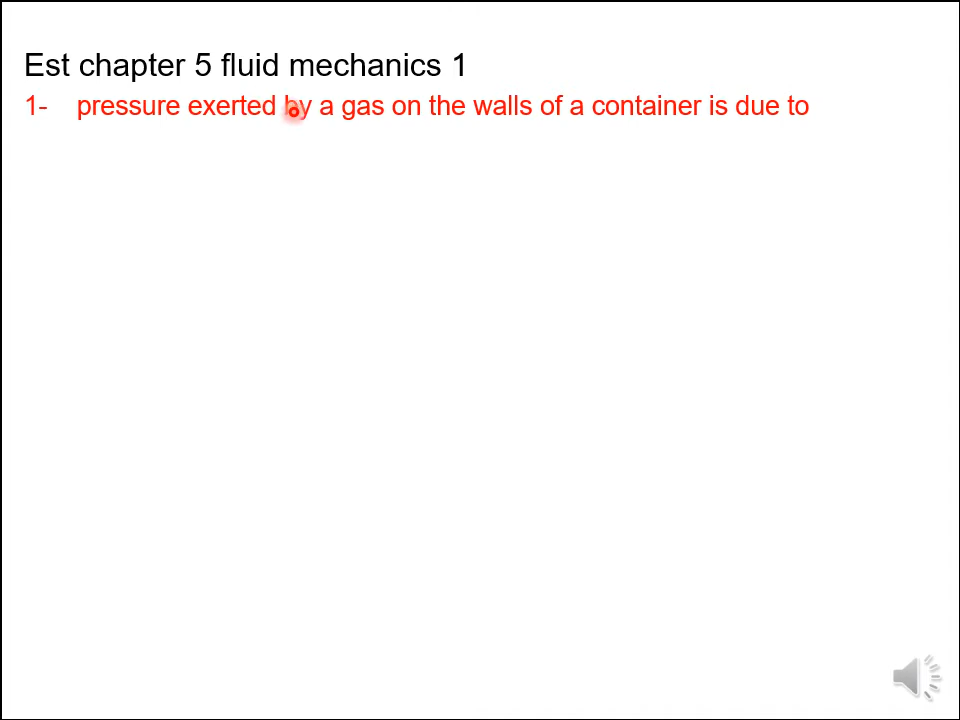 Est chapter 5 fluid mechanics 1
1- pressure exerted by a gas on the walls of a container is due to